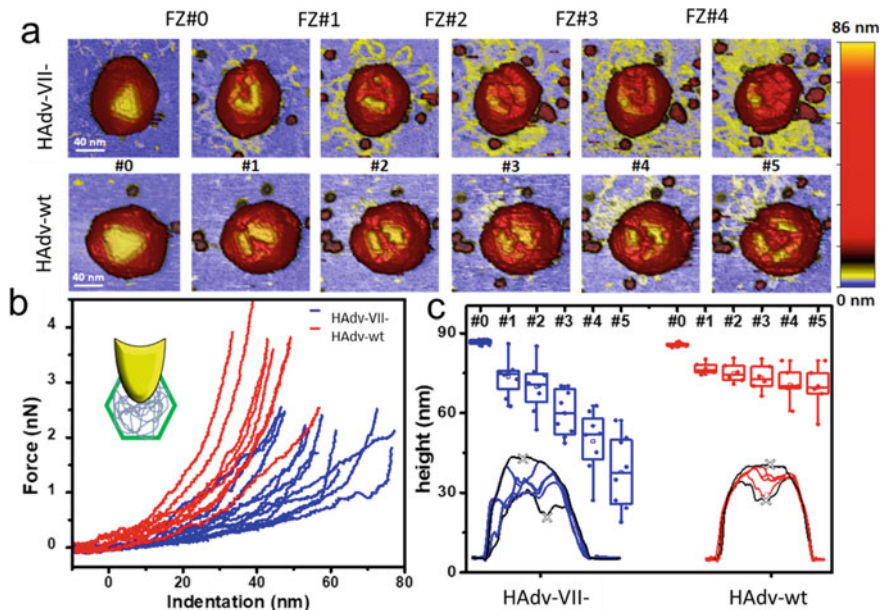 FZ#0 FZ#1 FZ#2 FZ#3 FZ#4
a
86 nm
HAdv-VII-
40 nm
#0 #1 #2 #3 #4 #5
HAdv-wt
40 nm
0 nm
b
HAdv-VII-
HAdv-wt
Force (nN)
4
3
2
1
0
0 20 40 60 80
Indentation (nm)
c
#0 #1 #2 #3 #4 #5 #0 #1 #2 #3 #4 #5
height (nm)
90
60
30
0
HAdv-VII- HAdv-wt